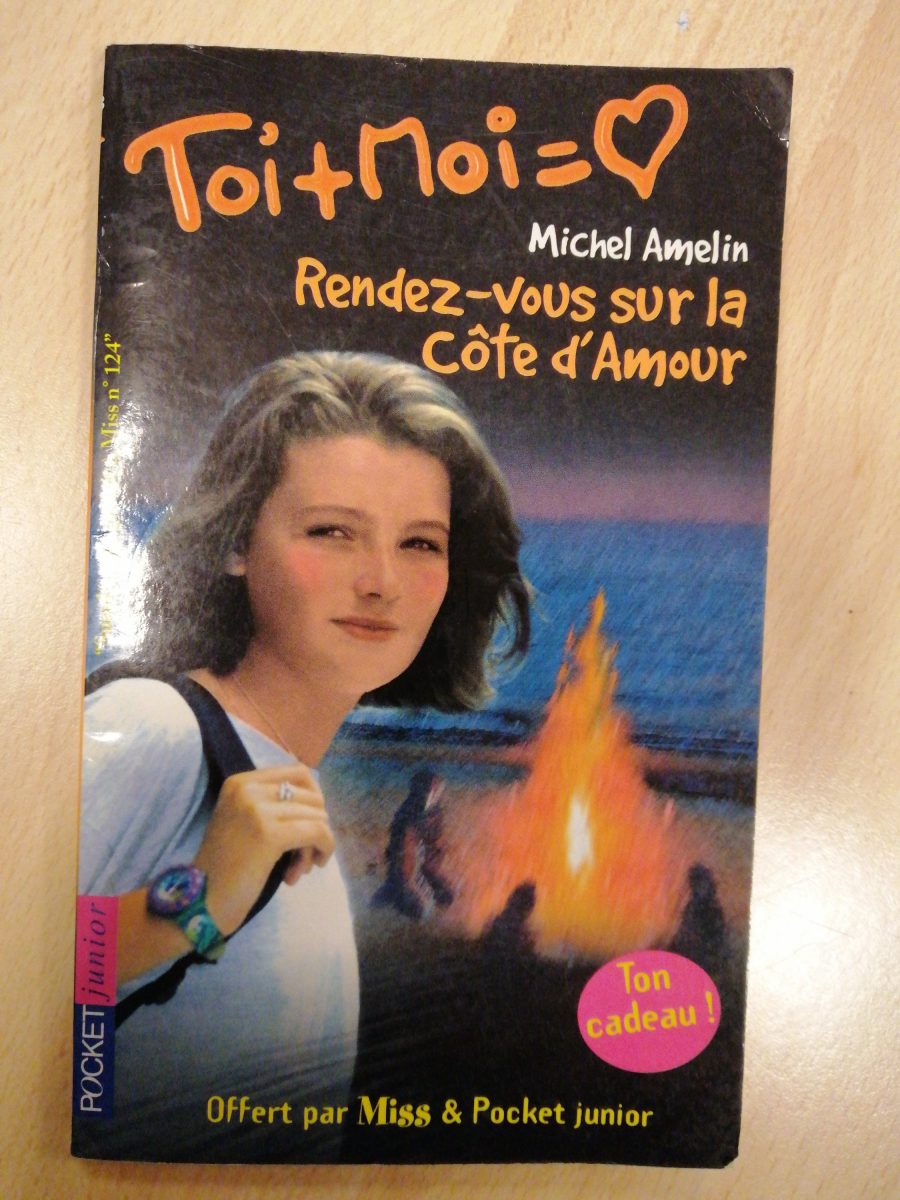 Toi+Moi=♡
Michel Amelin
Rendez-vous sur la
Côte d'Amour
Miss n° 124"
POCKET junior
Ton
cadeau !
Offert par Miss & Pocket junior